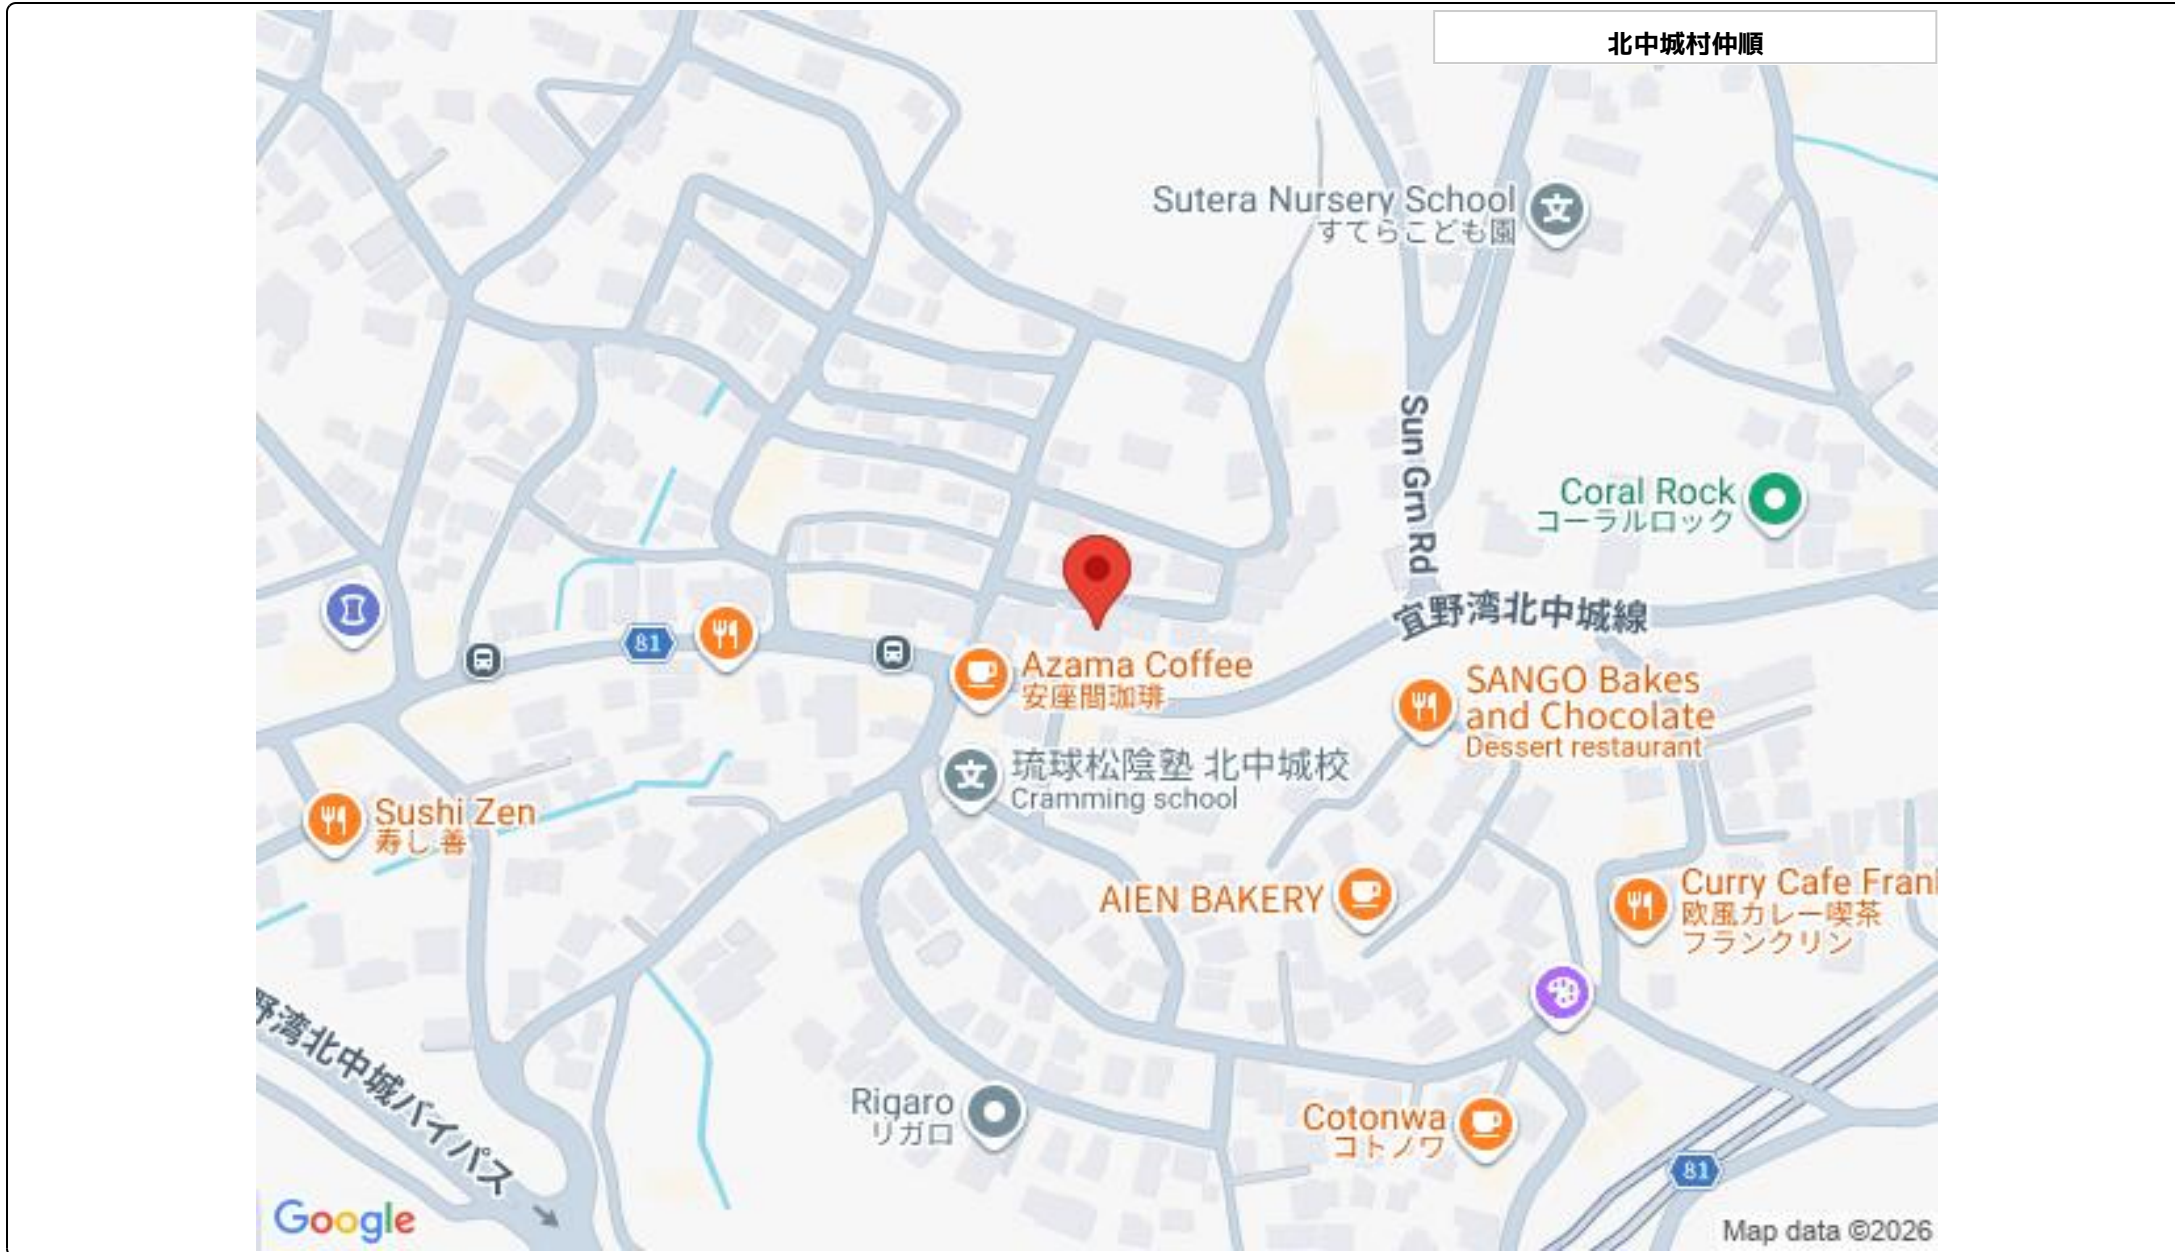 北中城村仲順
Sutera Nursery School
すてらこども園
Sun Grn Rd
Coral Rock
コーラルロック
宜野湾北中城線
81
Azama Coffee
安座間珈琲
SANGO Bakes
and Chocolate
Dessert restaurant
琉球松陰塾 北中城校
Cramming school
Sushi Zen
寿し善
AIEN BAKERY
Curry Cafe Fran
欧風カレー喫茶
フランクリン
野湾北中城バイパス
Rigaro
リガロ
Cotonwa
コトノワ
81
Google
Map data ©2026